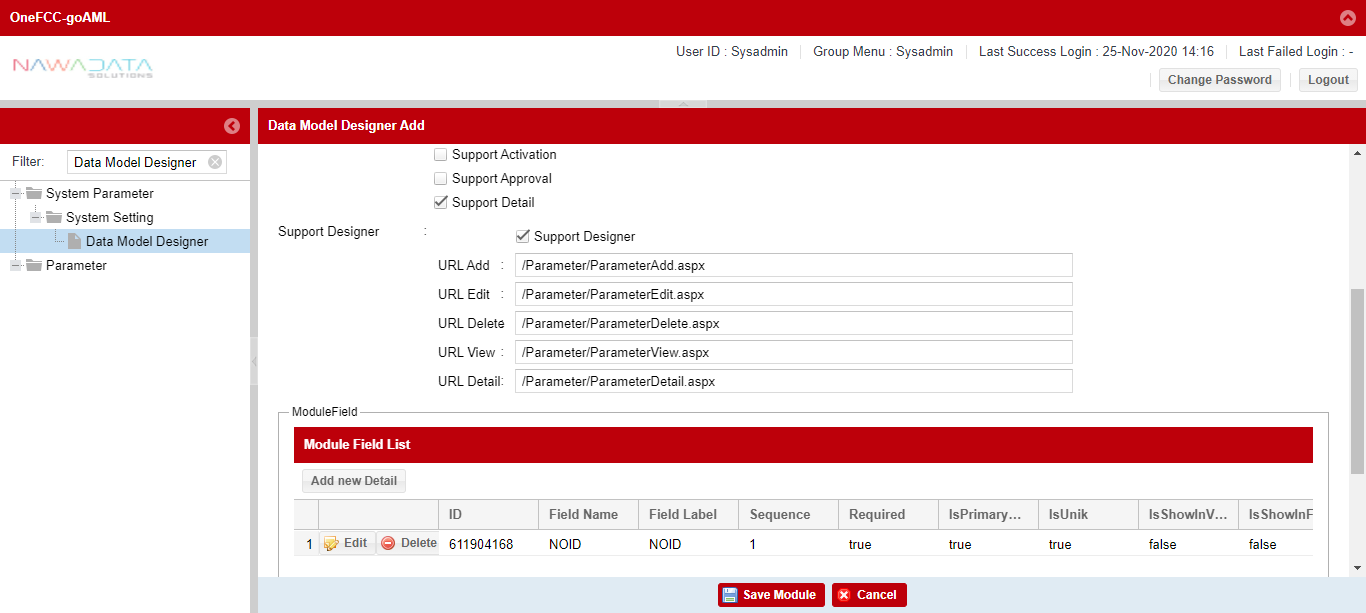 OneFCC-goAML
NAWADATA
SOLUTIONS
User ID : Sysadmin
Group Menu : Sysadmin
Last Success Login : 25-Nov-2020 14:16
Last Failed Login : -
Change Password
Logout
Data Model Designer Add
Filter:
Data Model Designer
System Parameter
System Setting
Data Model Designer
Parameter
Support Activation
Support Approval
Support Detail
Support Designer :
Support Designer
URL Add : /Parameter/ParameterAdd.aspx
URL Edit : /Parameter/ParameterEdit.aspx
URL Delete /Parameter/ParameterDelete.aspx
URL View : /Parameter/ParameterView.aspx
URL Detail: /Parameter/ParameterDetail.aspx
ModuleField
Module Field List
Add new Detail
ID Field Name Field Label Sequence Required IsPrimary... IsUnik IsShowInV... IsShowInF
1 Edit Delete 611904168 NOID NOID 1 true true true false false
Save Module
Cancel